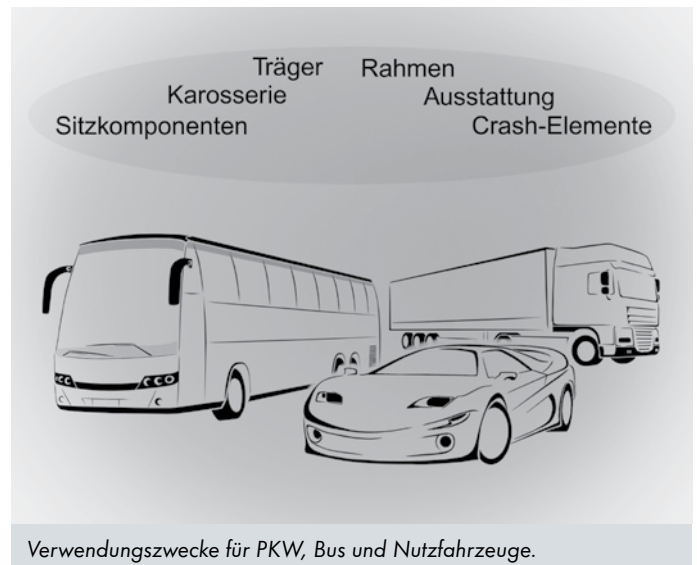 Träger Rahmen
Karosserie Ausstattung
Sitzkomponenten Crash-Elemente
Verwendungszwecke für PKW, Bus und Nutzfahrzeuge.